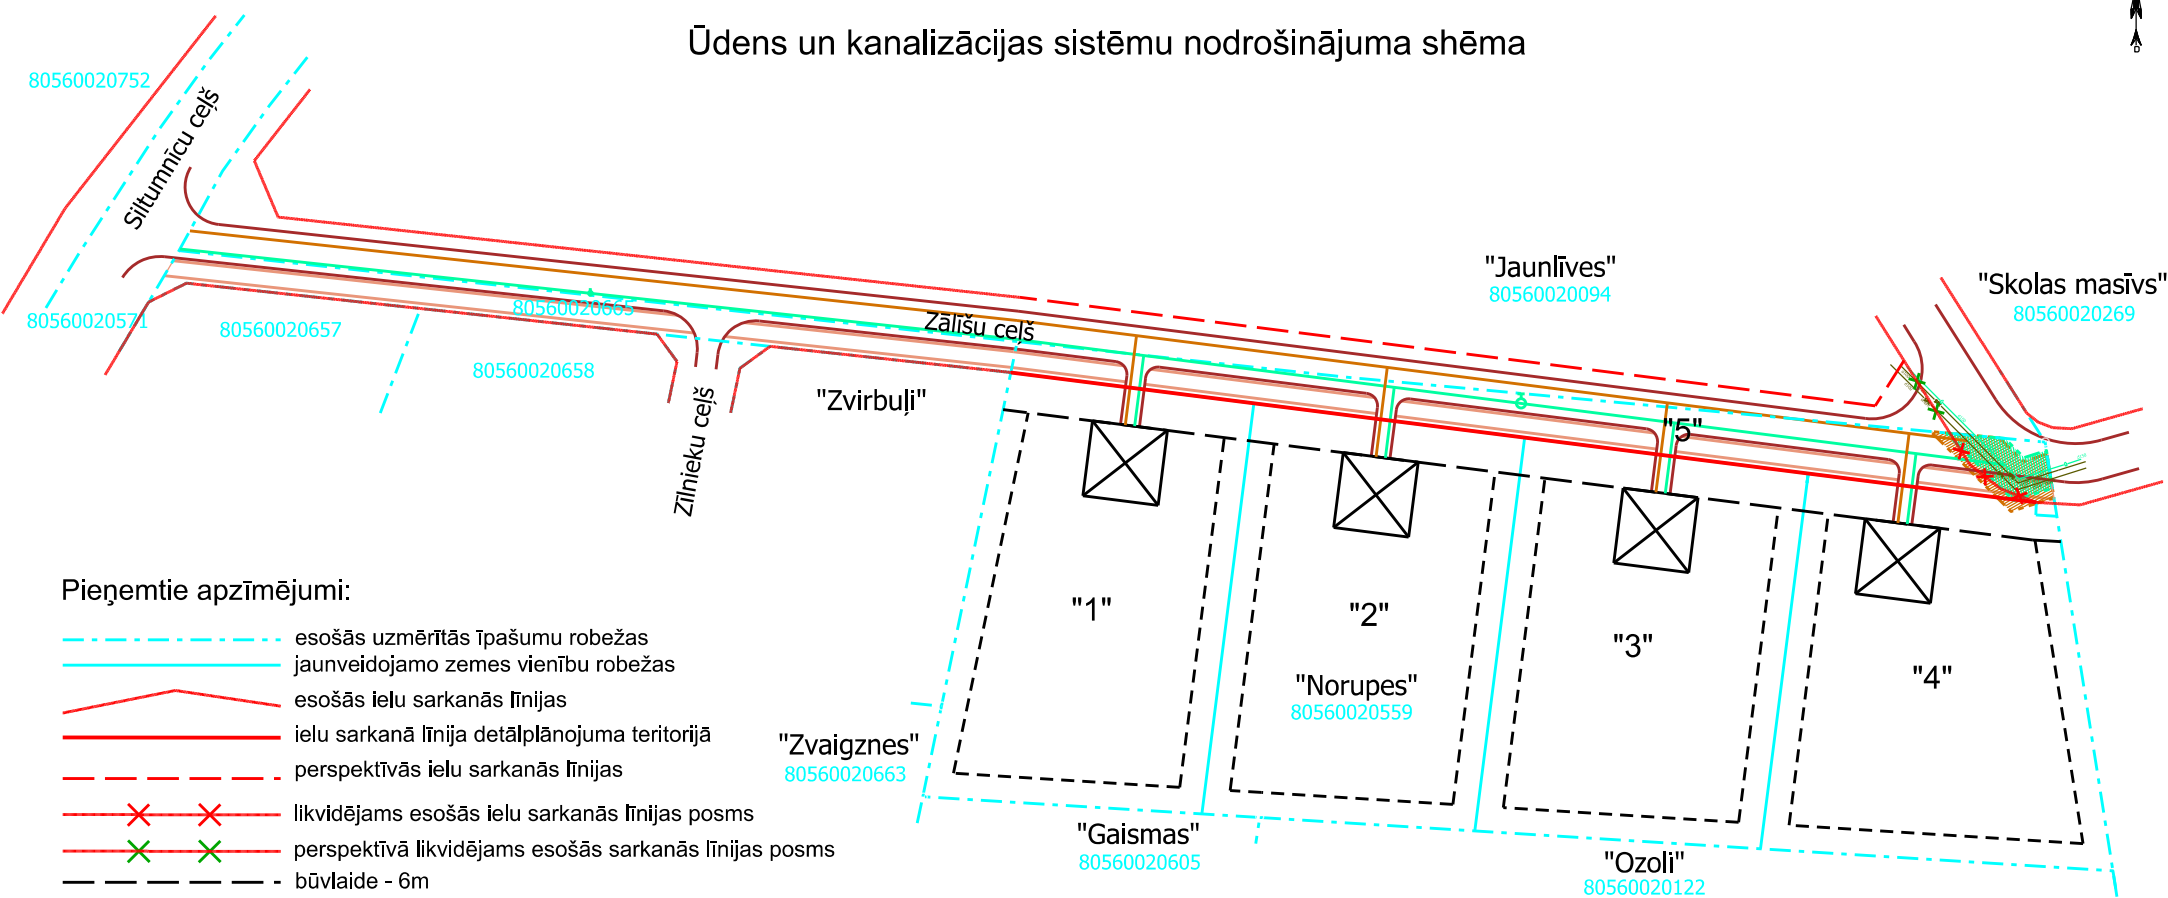 Ūdens un kanalizācijas sistēmu nodrošinājuma shēma
80560020752
Siltumnīcu ceļš
"Jaunlīves"
80560020094
"Skolas masīvs"
80560020269
80560020571
80560020657
80560020665
Zālīšu ceļš
80560020658
"Zvirbuļi"
Zīlnieku ceļš
"5"
"1"
"2"
"3"
"4"
"Norupes"
80560020559
"Zvaigznes"
80560020663
"Gaismas"
80560020605
"Ozoli"
80560020122
Pieņemtie apzīmējumi:
esošās uzmērītās īpašumu robežas
jaunveidojamo zemes vienību robežas
esošās ielu sarkanās līnijas
ielu sarkanā līnija detālplānojuma teritorijā
perspektīvās ielu sarkanās līnijas
likvidējams esošās ielu sarkanās līnijas posms
perspektīvā likvidējams esošās sarkanās līnijas posms
būvlaide - 6m